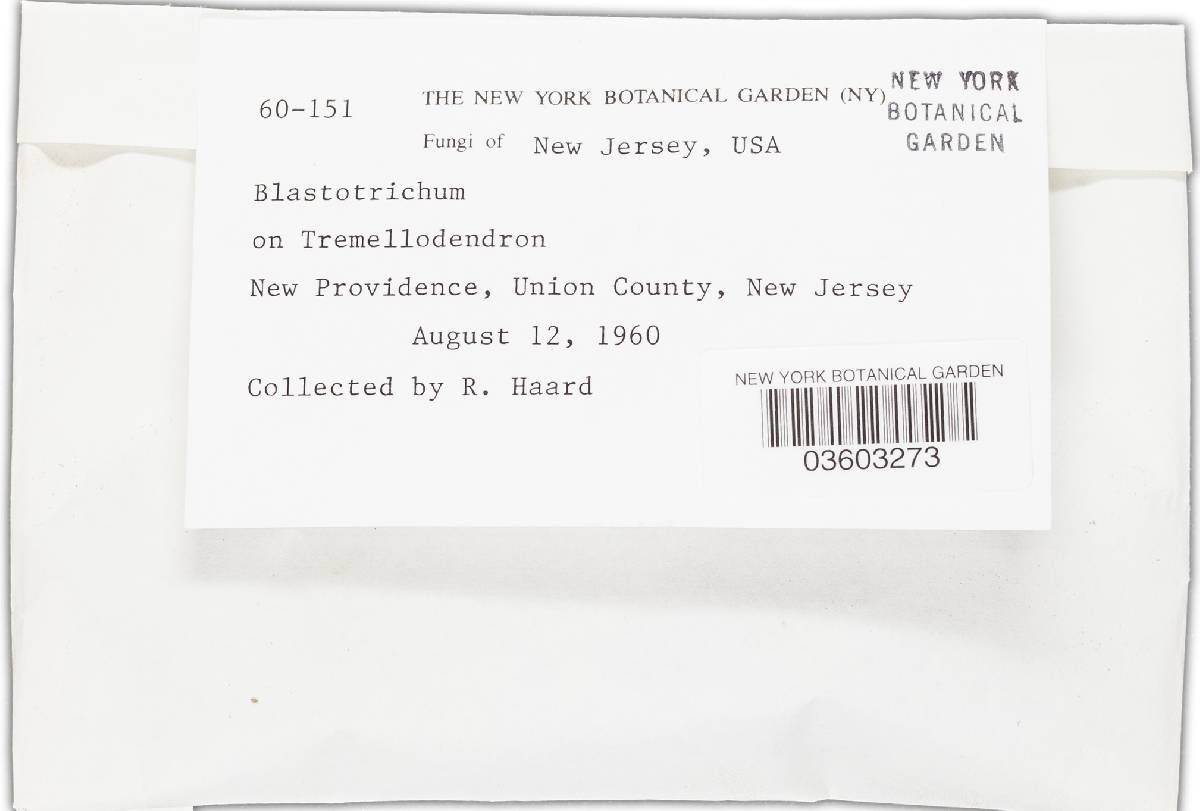 60-151
THE NEW YORK BOTANICAL GARDEN (NY)
NEW YORK
BOTANICAL
GARDEN
Fungi of New Jersey, USA
Blastotrichum
on Tremellodendron
New Providence, Union County, New Jersey
August 12, 1960
Collected by R. Haard
NEW YORK BOTANICAL GARDEN
03603273